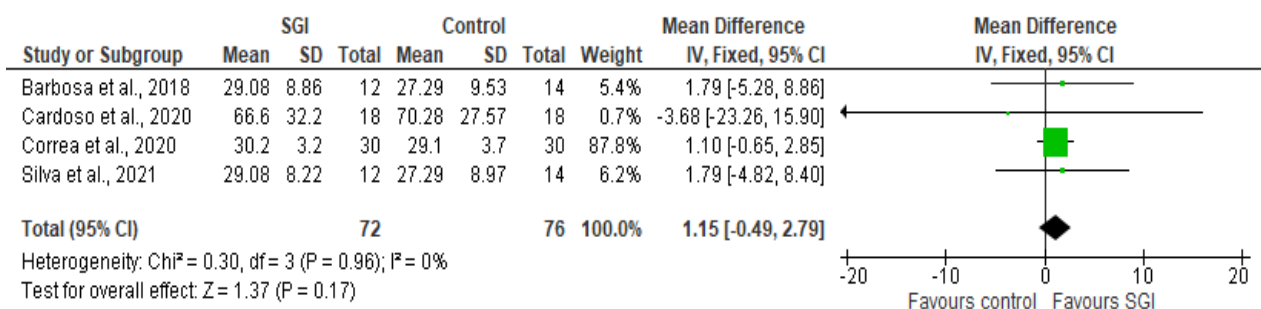 SGI Control Mean Difference Mean Difference
Study or Subgroup Mean SD Total Mean SD Total Weight IV, Fixed, 95% CI IV, Fixed, 95% CI
Barbosa et al., 2018 29.08 8.86 12 27.29 9.53 14 5.4% 1.79 [-5.28, 8.86]
Cardoso et al., 2020 66.6 32.2 18 70.28 27.57 18 0.7% -3.68 [-23.26, 15.90]
Correa et al., 2020 30.2 3.2 30 29.1 3.7 30 87.8% 1.10 [-0.65, 2.85]
Silva et al., 2021 29.08 8.22 12 27.29 8.97 14 6.2% 1.79 [-4.82, 8.40]
Total (95% CI) 72 76 100.0% 1.15 [-0.49, 2.79]
Heterogeneity: Chi² = 0.30, df = 3 (P = 0.96); I² = 0%
Test for overall effect: Z = 1.37 (P = 0.17)
-20 -10 0 10 20
Favours control Favours SGI